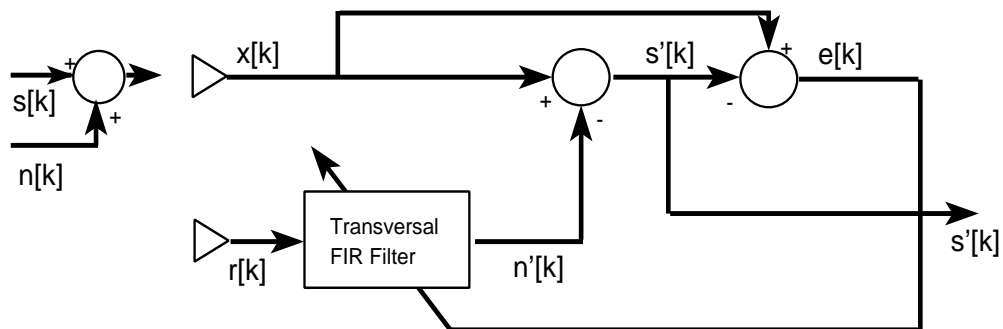 x[k]
s'[k]
+
e[k]
+
s[k]
+
+
-
-
n[k]
Transversal
FIR Filter
r[k]
n'[k]
s'[k]